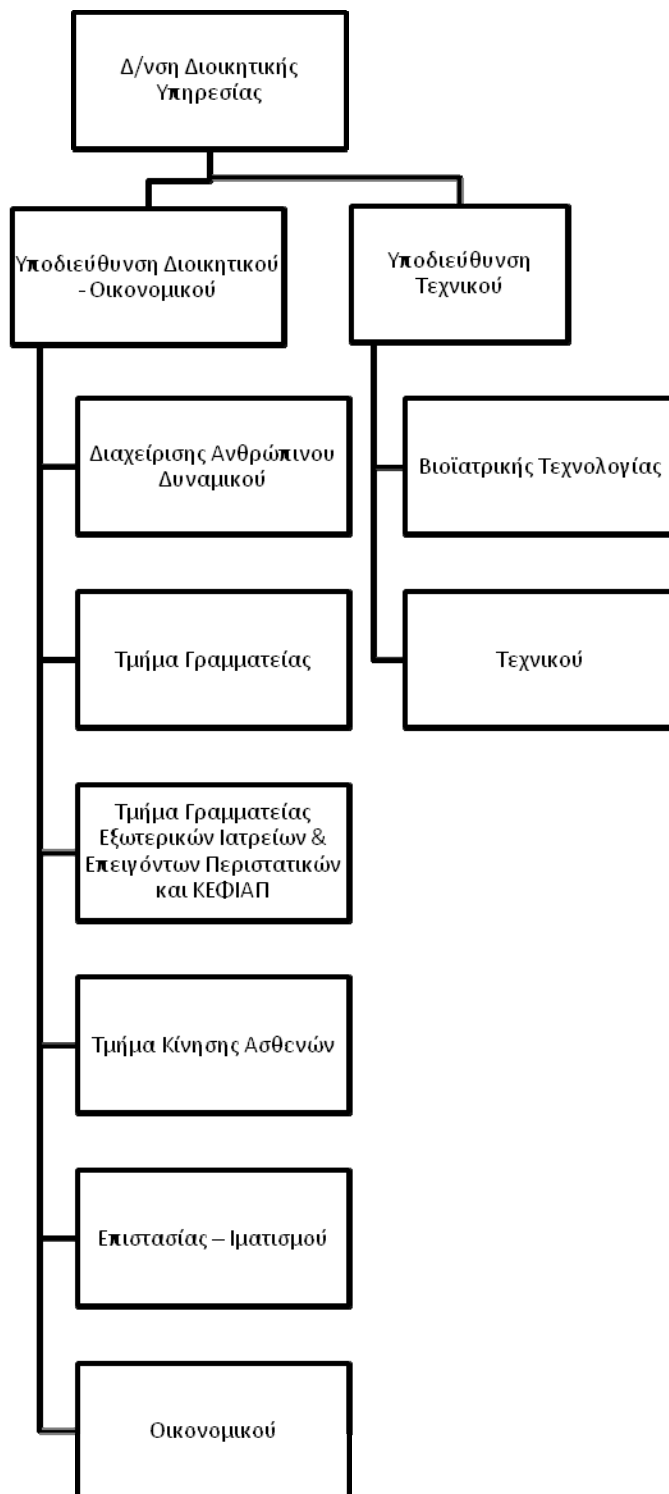 Δ/νση Διοικητικής
Υπηρεσίας
Υποδιεύθυνση Διοικητικού
- Οικονομικού
Υποδιεύθυνση
Τεχνικού
Διαχείρισης Ανθρώπινου
Δυναμικού
Βιοϊατρικής Τεχνολογίας
Τμήμα Γραμματείας
Τεχνικού
Τμήμα Γραμματείας
Εξωτερικών Ιατρείων &
Επειγόντων Περιστατικών
και ΚΕΦΙΑΠ
Τμήμα Κίνησης Ασθενών
Επιστασίας – Ιματισμού
Οικονομικού